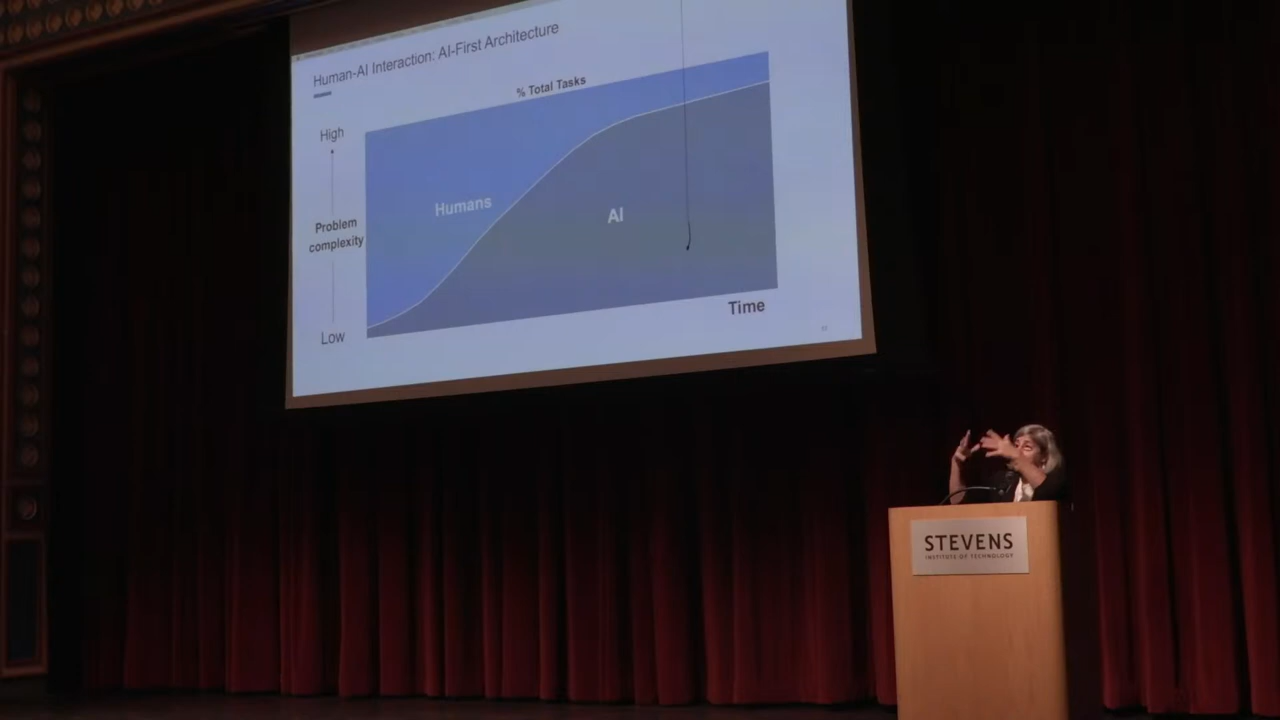 Human-AI Interaction: AI-First Architecture
% Total Tasks
High
Humans
AI
Problem
complexity
Low
Time
STEVENS
INSTITUTE OF TECHNOLOGY